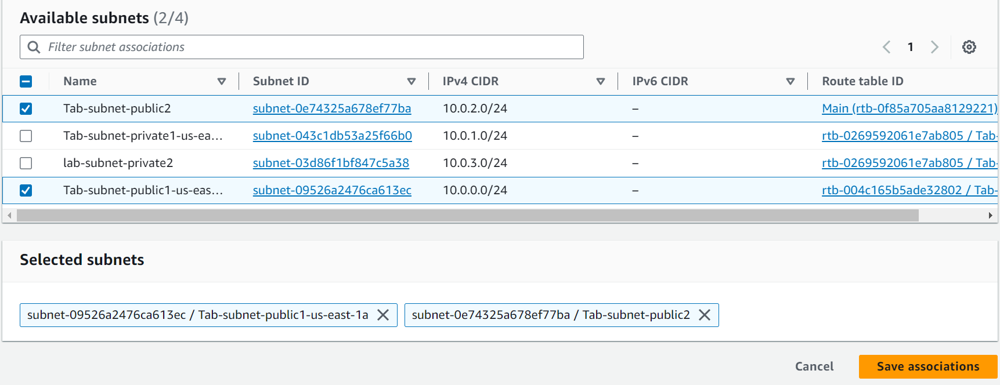 Available subnets (2/4)
Filter subnet associations
1
Name Subnet ID IPv4 CIDR IPv6 CIDR Route table ID
Tab-subnet-public2 subnet-0e74325a678ef77ba 10.0.2.0/24 – Main (rtb-0f85a705aa8129221)
Tab-subnet-private1-us-ea... subnet-043c1db53a25f66b0 10.0.1.0/24 – rtb-0269592061e7ab805 / Tab-
lab-subnet-private2 subnet-03d86f1bf847c5a38 10.0.3.0/24 – rtb-0269592061e7ab805 / Tab-
Tab-subnet-public1-us-eas... subnet-09526a2476ca613ec 10.0.0.0/24 – rtb-004c165b5ade32802 / Tab-
Selected subnets
subnet-09526a2476ca613ec / Tab-subnet-public1-us-east-1a subnet-0e74325a678ef77ba / Tab-subnet-public2
Cancel Save associations